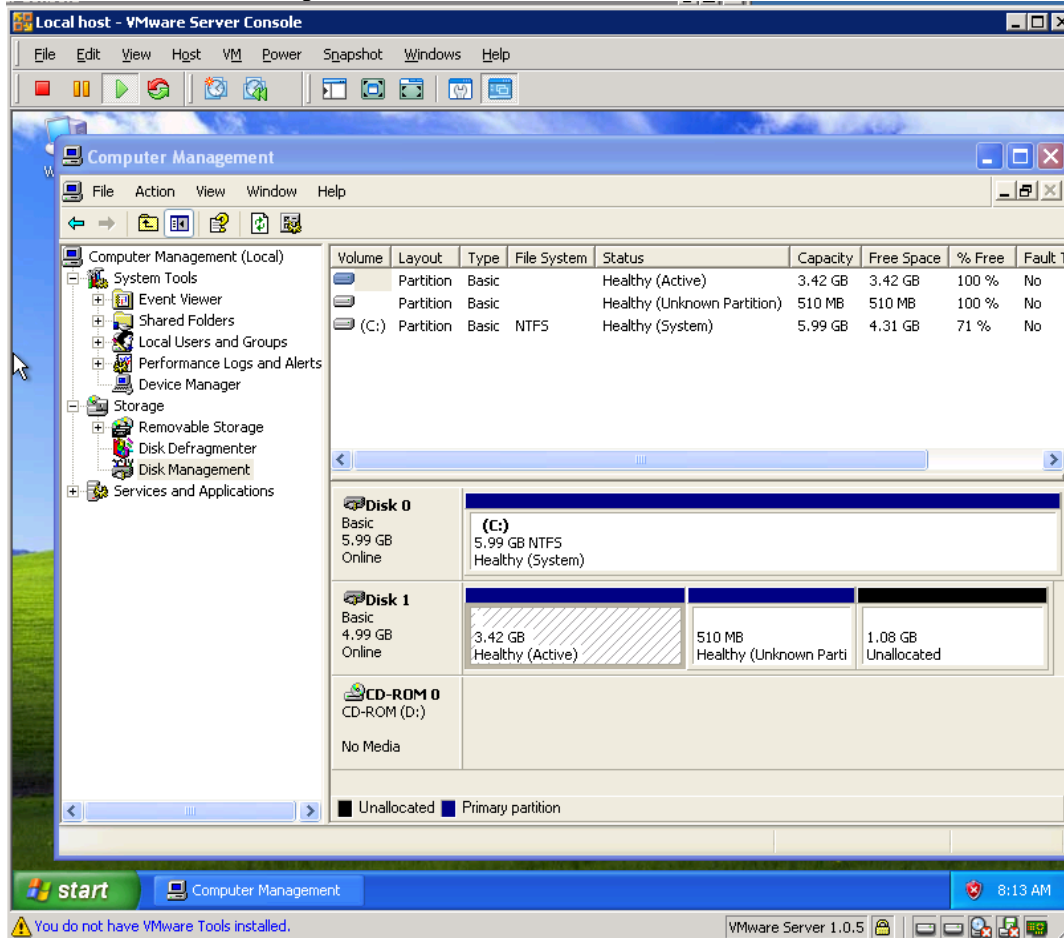 Local host - VMware Server Console
File Edit View Host VM Power Snapshot Windows Help
Computer Management
File Action View Window Help
Computer Management (Local)
System Tools
Event Viewer
Shared Folders
Local Users and Groups
Performance Logs and Alerts
Device Manager
Storage
Removable Storage
Disk Defragmenter
Disk Management
Services and Applications
Volume Layout Type File System Status Capacity Free Space % Free Fault T
Partition Basic Healthy (Active) 3.42 GB 3.42 GB 100 % No
Partition Basic Healthy (Unknown Partition) 510 MB 510 MB 100 % No
(C:) Partition Basic NTFS Healthy (System) 5.99 GB 4.31 GB 71 % No
Disk 0
Basic
5.99 GB
Online
(C:)
5.99 GB NTFS
Healthy (System)
Disk 1
Basic
4.99 GB
Online
3.42 GB
Healthy (Active)
510 MB
Healthy (Unknown Parti
1.08 GB
Unallocated
CD-ROM 0
CD-ROM (D:)
No Media
Unallocated Primary partition
start Computer Manageme 8:13 AM
You do not have VMware Tools installed. VMware Server 1.0.5